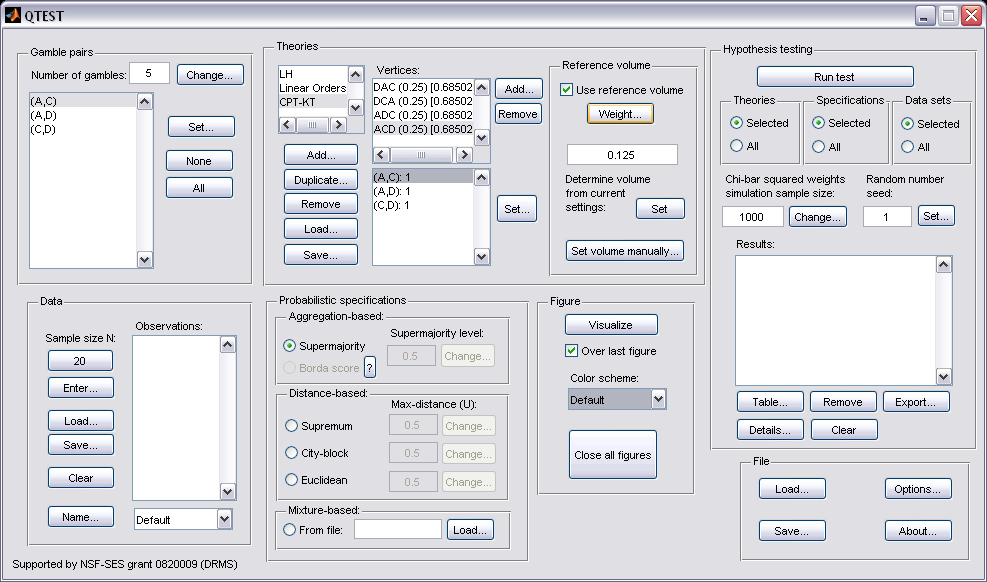 QTEST
Gamble pairs
Number of gambles: 5 Change...
(A,C)
(A,D)
(C,D)
Set...
None
All
Theories
LH
Linear Orders
CPT-KT
Add...
Duplicate...
Remove
Load...
Save...
Vertices:
DAC (0.25) [0.68502
DCA (0.25) [0.68502
ADC (0.25) [0.68502
ACD (0.25) [0.68502
Add...
Remove
(A,C): 1
(A,D): 1
(C,D): 1
Set...
Reference volume
Use reference volume
Weight...
0.125
Determine volume
from current
settings: Set
Set volume manually...
Hypothesis testing
Run test
Theories
Selected
All
Specifications
Selected
All
Data sets
Selected
All
Chi-bar squared weights
simulation sample size:
1000 Change...
Random number
seed:
1 Set...
Results:
Table... Remove Export...
Details... Clear
Data
Sample size N:
20
Enter...
Load...
Save...
Clear
Name...
Observations:
Default
Probabilistic specifications
Aggregation-based:
Supermajority level:
Supermajority 0.5 Change...
Borda score ?
Distance-based:
Max-distance (U):
Supremum 0.5 Change...
City-block 0.5 Change...
Euclidean 0.5 Change...
Mixture-based:
From file: Load...
Figure
Visualize
Over last figure
Color scheme:
Default
Close all figures
File
Load... Options...
Save... About...
Supported by NSF-SES grant 0820009 (DRMS)